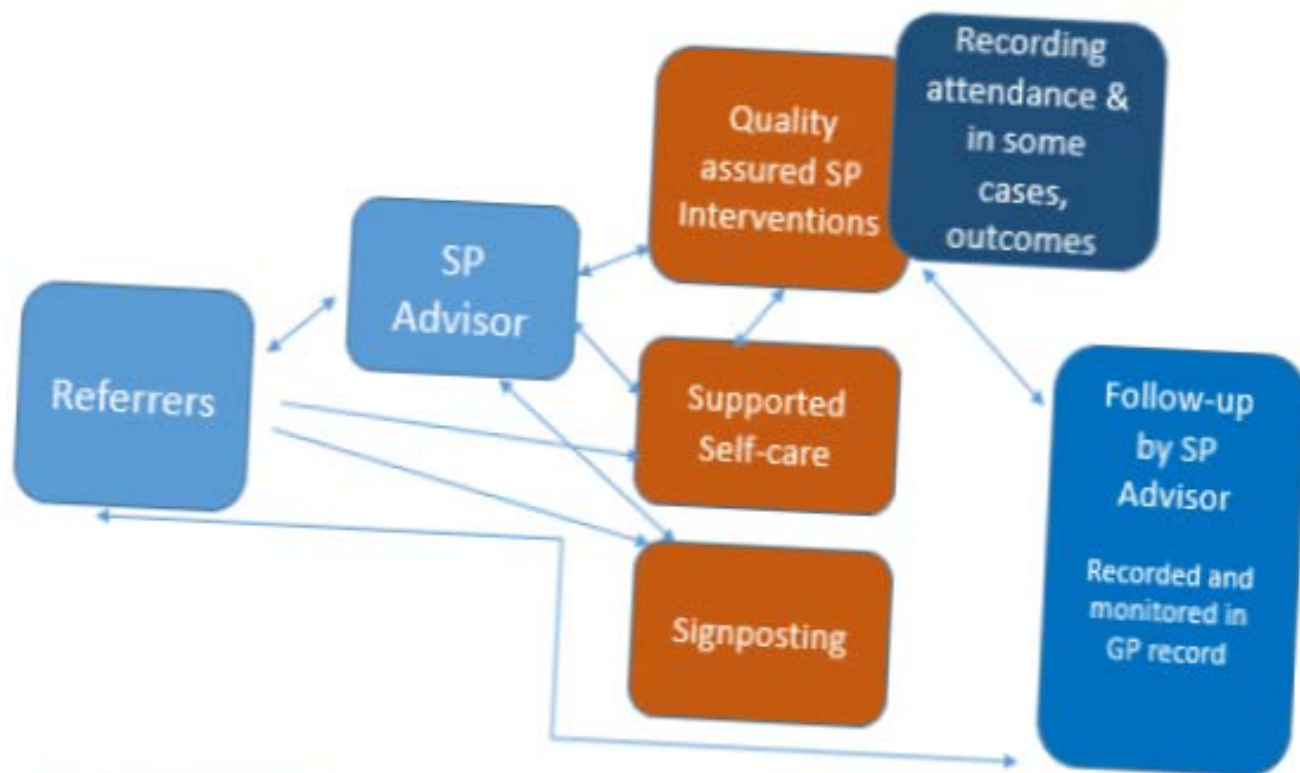 Referrers
SP
Advisor
Quality
assured SP
Interventions
Recording
attendance &
in some
cases,
outcomes
Supported
Self-care
Signposting
Follow-up
by SP
Advisor
Recorded and
monitored in
GP record